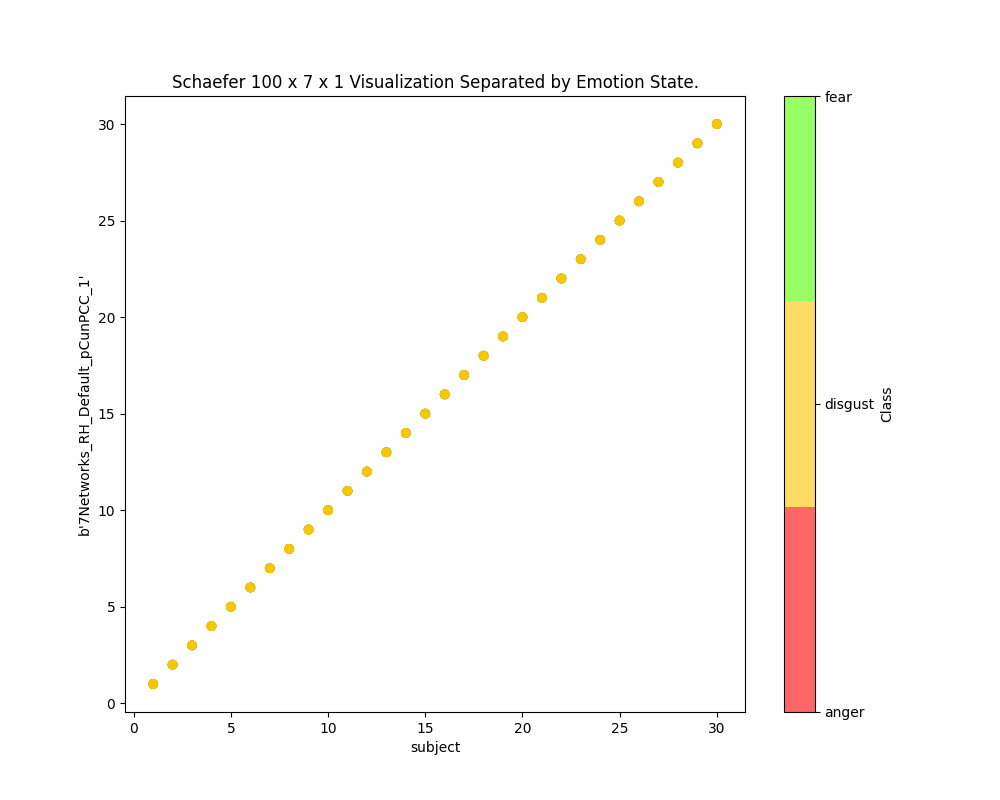 Schaefer 100 x 7 x 1 Visualization Separated by Emotion State.
b'7Networks_RH_Default_pCunPCC_1'
30
25
20
15
10
5
0
0 5 10 15 20 25 30
subject
fear
disgust
anger
Class